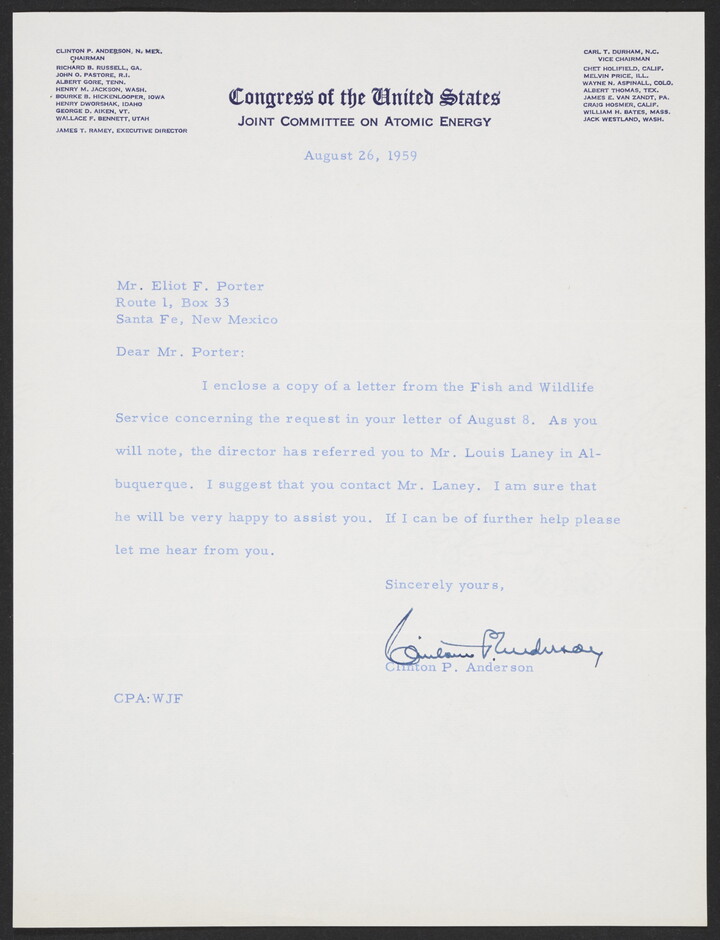 CLINTON P. ANDERSON, N. MEX.
CHAIRMAN
RICHARD B. RUSSELL, GA.
JOHN O. PASTORE, R.I.
ALBERT GORE, TENN.
HENRY M. JACKSON, WASH.
BOURKE B. HICKENLOOPER, IOWA
HENRY DWORSHAK, IDAHO
GEORGE D. AIKEN, VT.
WALLACE F. BENNETT, UTAH
JAMES T. RAMEY, EXECUTIVE DIRECTOR
CARL T. DURHAM, N.C.
VICE CHAIRMAN
CHET HOLIFIELD, CALIF.
MELVIN PRICE, ILL.
WAYNE N. ASPINALL, COLO.
ALBERT THOMAS, TEX.
JAMES E. VAN ZANDT, PA.
CRAIG HOSMER, CALIF.
WILLIAM H. BATES, MASS.
JACK WESTLAND, WASH.
Congress of the United States
JOINT COMMITTEE ON ATOMIC ENERGY
August 26, 1959
Mr. Eliot F. Porter
Route 1, Box 33
Santa Fe, New Mexico
Dear Mr. Porter:
I enclose a copy of a letter from the Fish and Wildlife
Service concerning the request in your letter of August 8. As you
will note, the director has referred you to Mr. Louis Laney in Al-
buquerque. I suggest that you contact Mr. Laney. I am sure that
he will be very happy to assist you. If I can be of further help please
let me hear from you.
Sincerely yours,
Clinton P. Anderson
Clinton P. Anderson
CPA:WJF